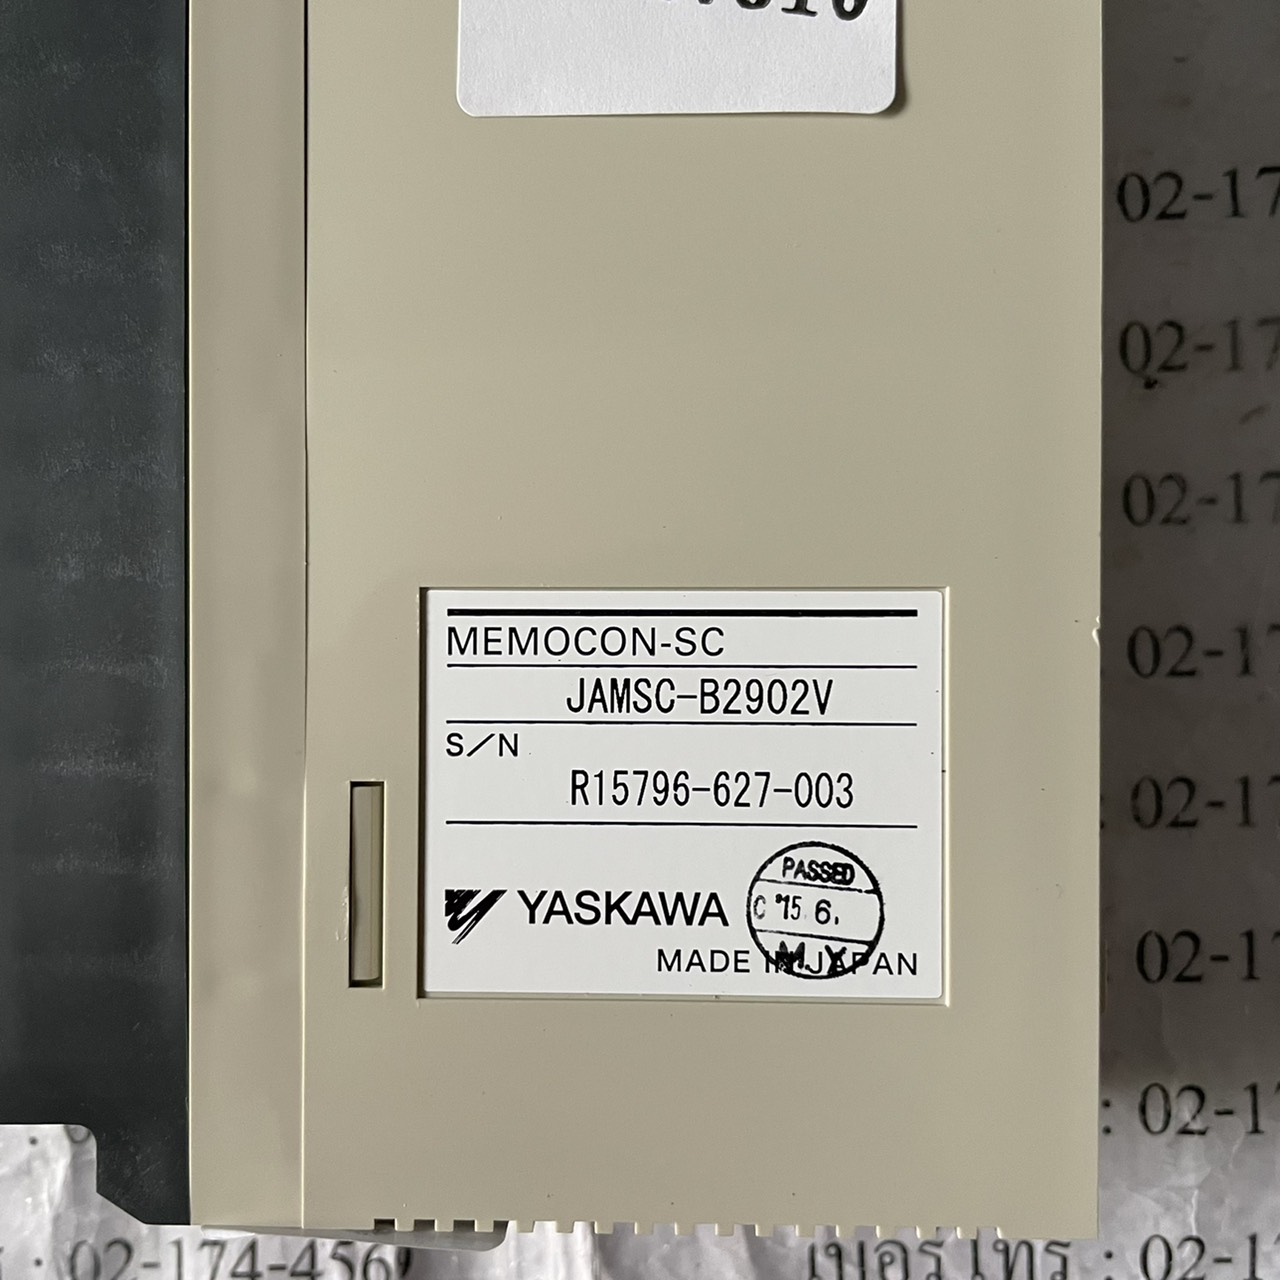 MEMOCON-SC
JAMSC-B2902V
S/N
R15796-627-003
YASKAWA
PASSED
C '15. 6.
M.Y
MADE IN JAPAN
02-17
02-17
02-17
02-17
: 02-17
02-17
: 02-17
: 02-174-456
เบอร์โทร : 02-17